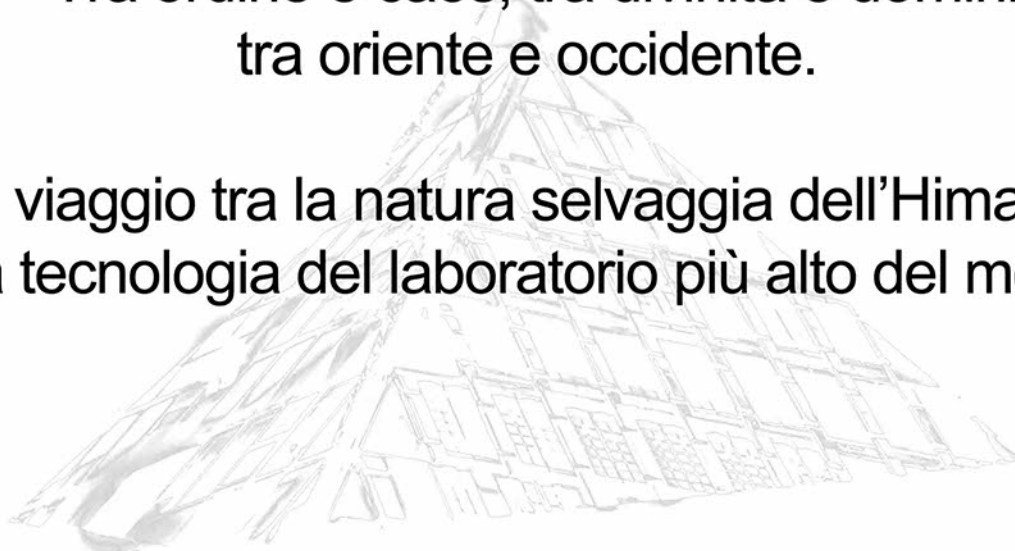 tra oriente e occidente.
viaggio tra la natura selvaggia dell’Hima
tecnologia del laboratorio più alto del m